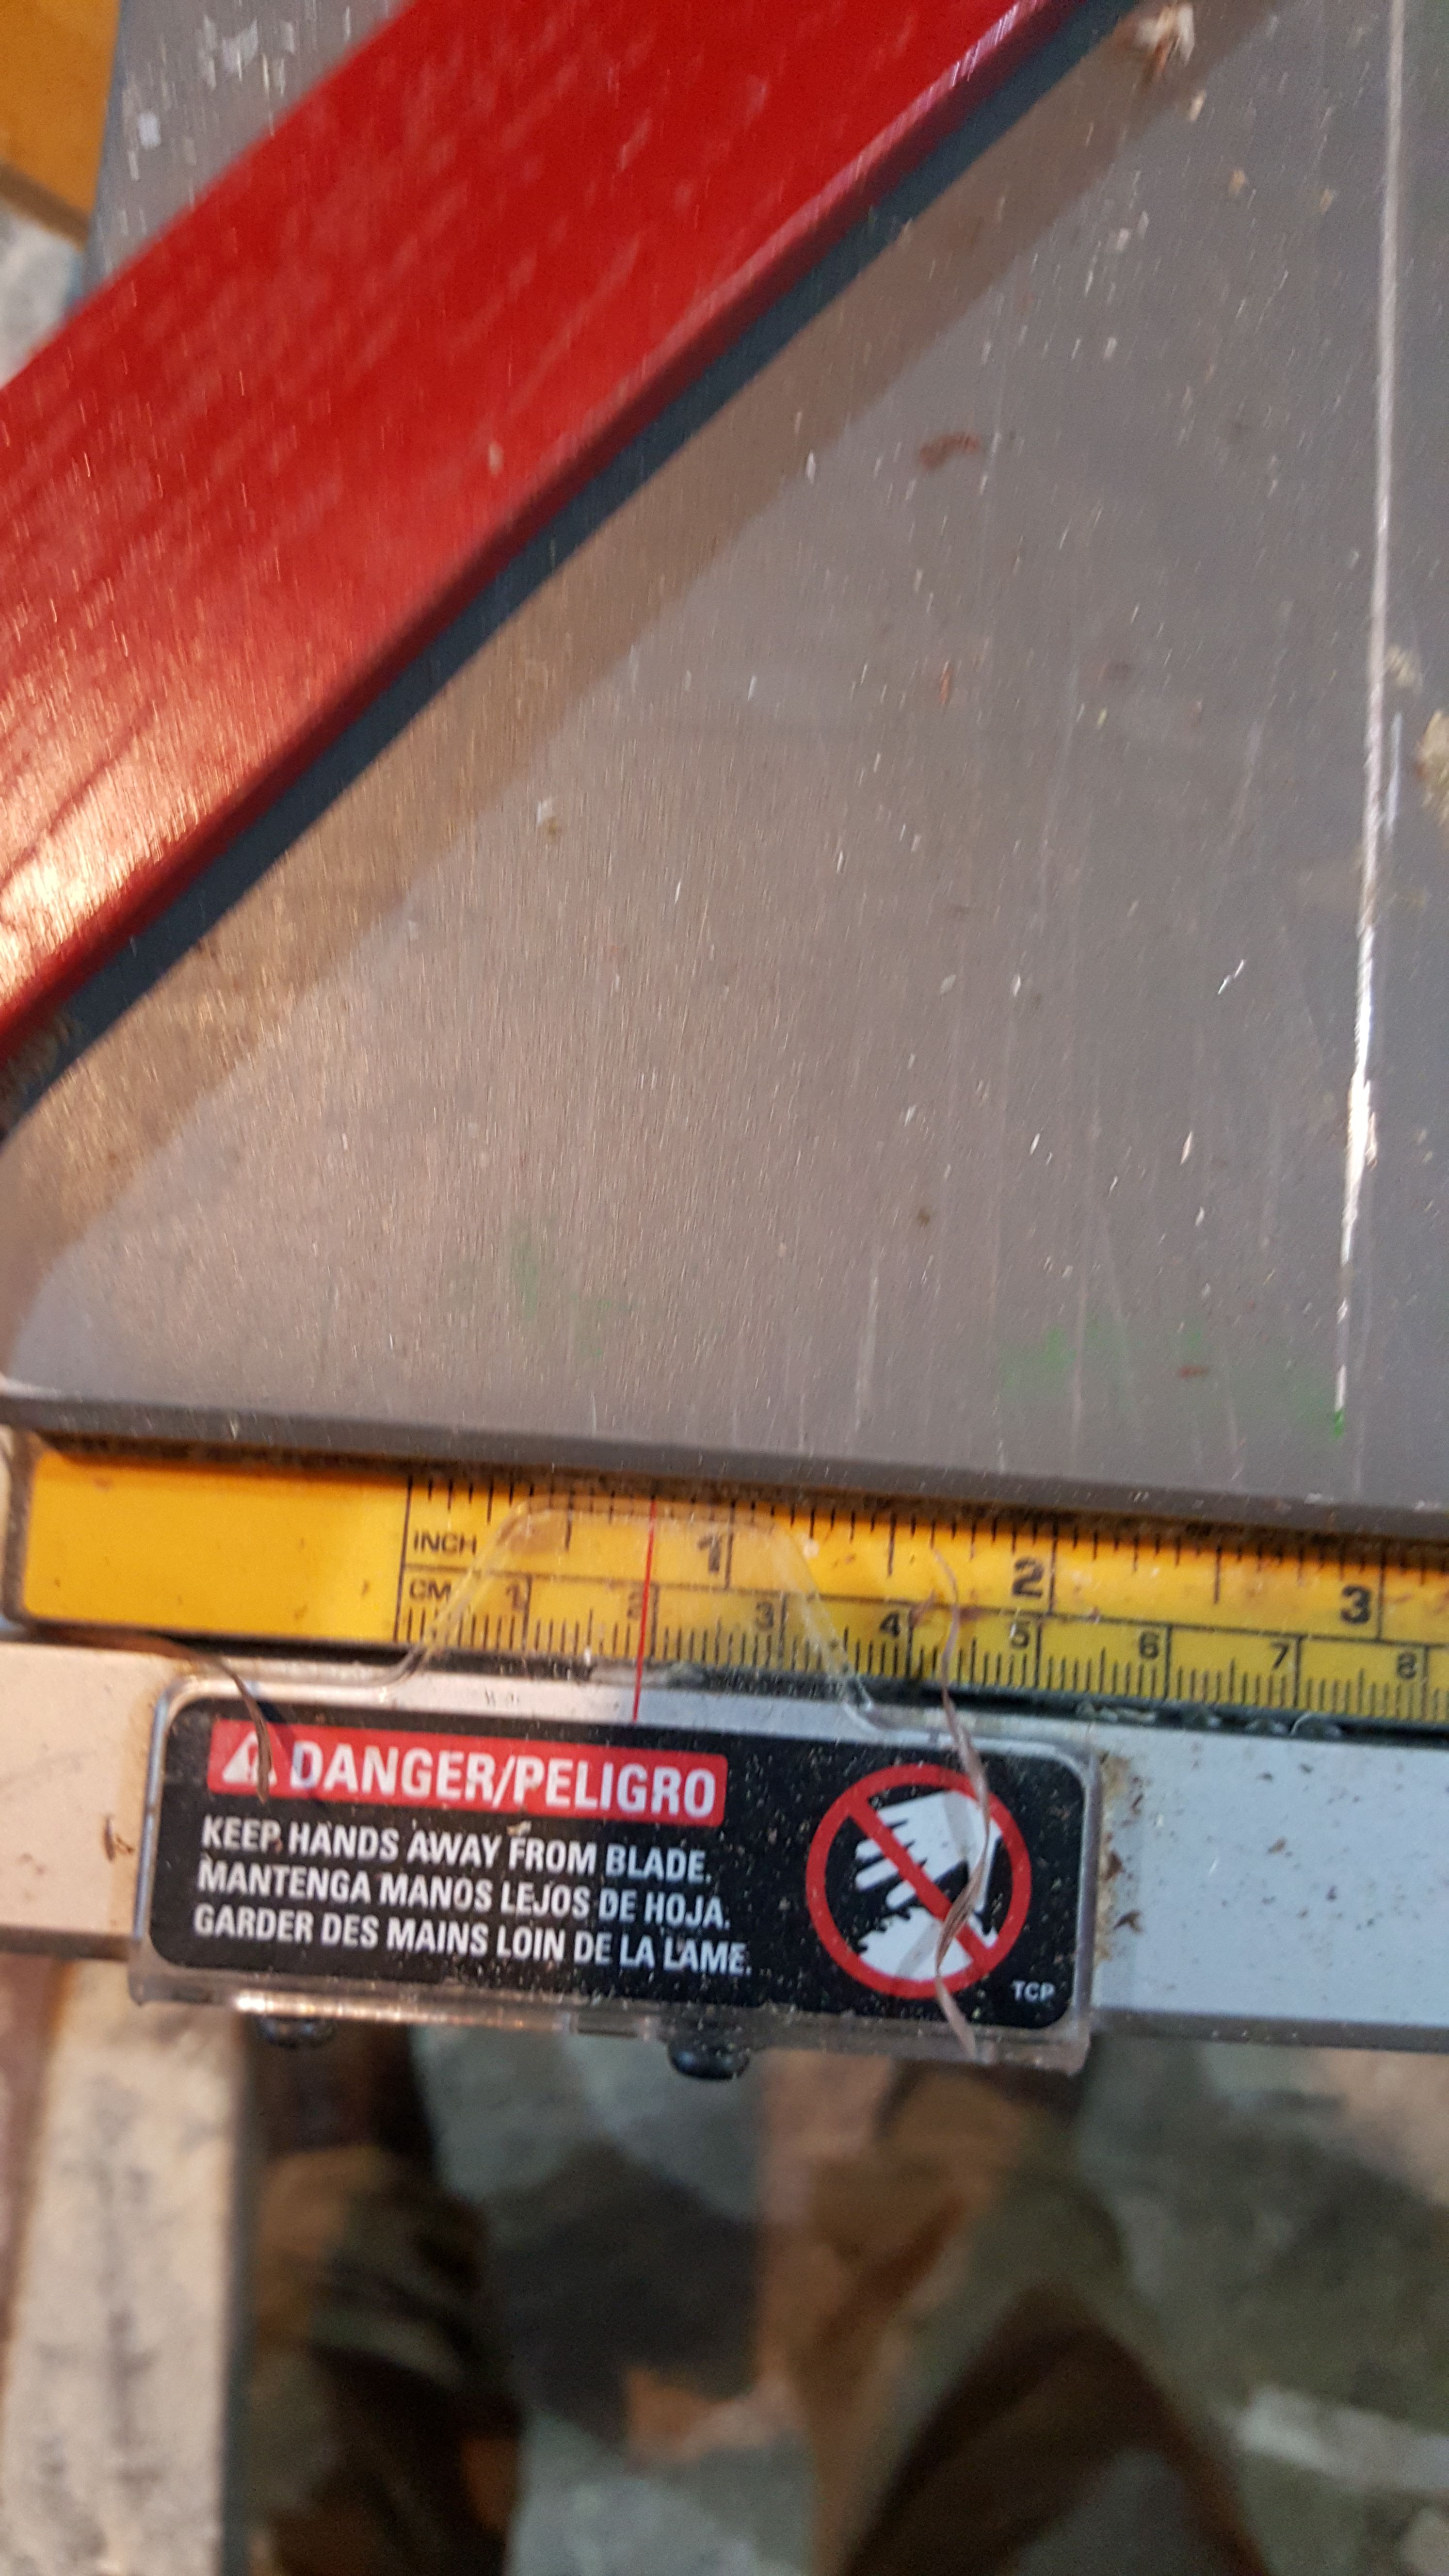 INCH 1 2 3
CM 1 2 3 4 5 6 7 8
DANGER/PELIGRO
KEEP HANDS AWAY FROM BLADE.
MANTENGA MANOS LEJOS DE HOJA.
GARDER DES MAINS LOIN DE LA LAME.
TCP